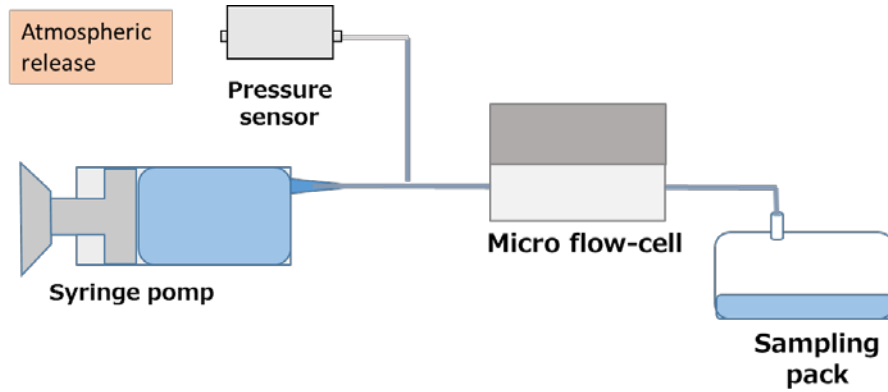 Atmospheric
release
Pressure
sensor
Micro flow-cell
Syringe pomp
Sampling
pack